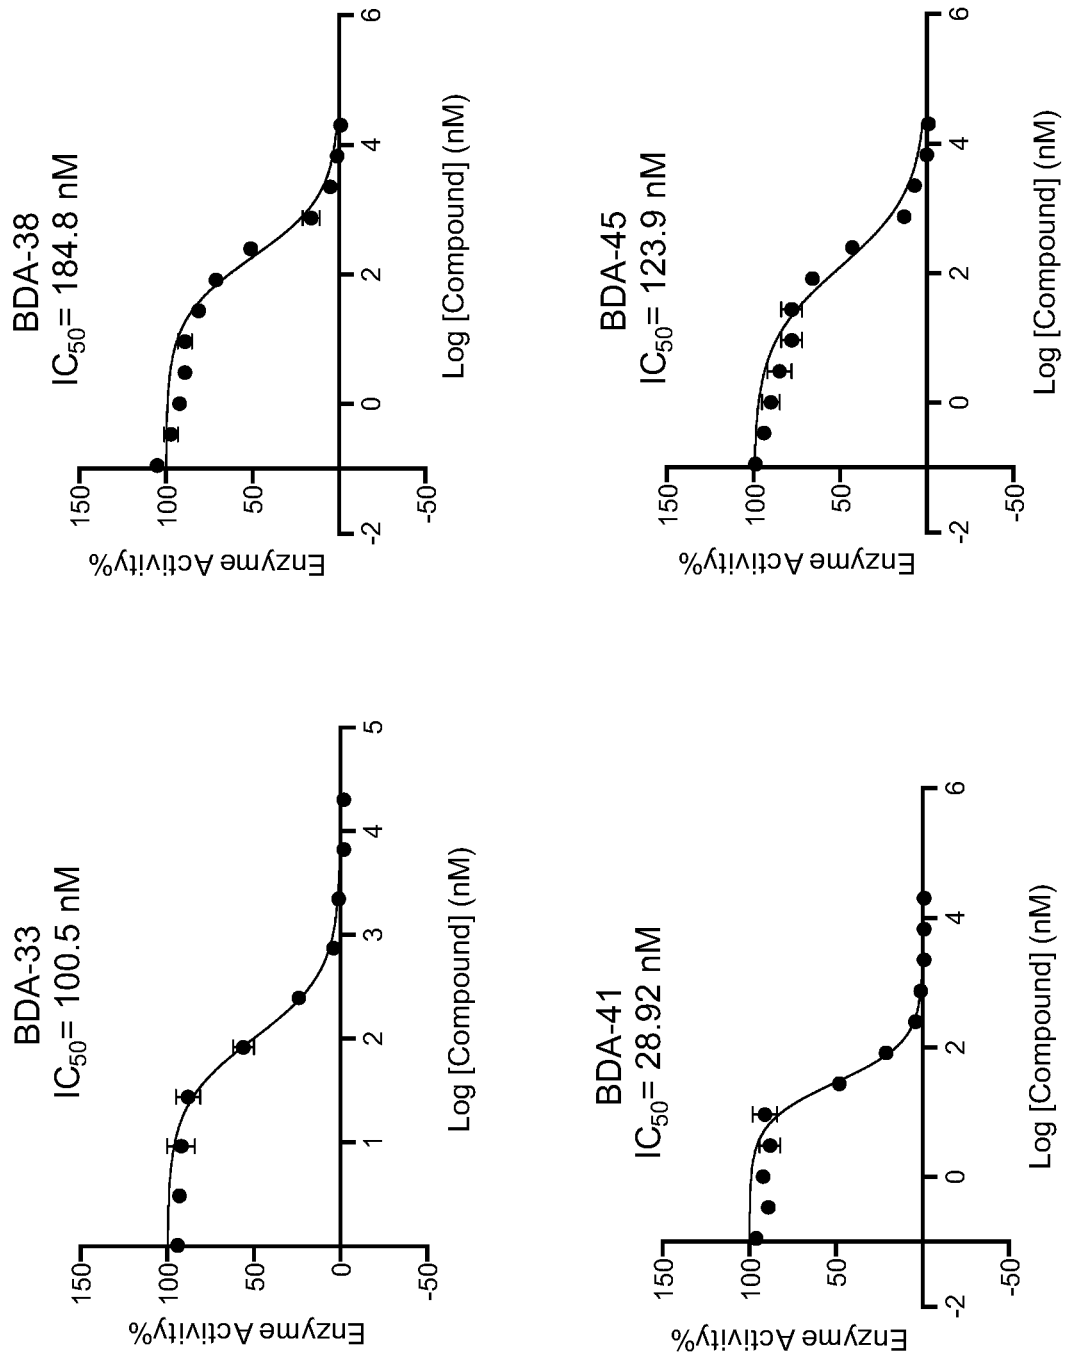 BDA-33
IC50= 100.5 nM
Enzyme Activity%
150
100
50
0
-50
1 2 3 4 5
Log [Compound] (nM)
BDA-38
IC50= 184.8 nM
Enzyme Activity%
150
100
50
-50
-2 0 2 4 6
Log [Compound] (nM)
BDA-41
IC50= 28.92 nM
Enzyme Activity%
150
100
50
-50
-2 0 2 4 6
Log [Compound] (nM)
BDA-45
IC50= 123.9 nM
Enzyme Activity%
150
100
50
-50
-2 0 2 4 6
Log [Compound] (nM)